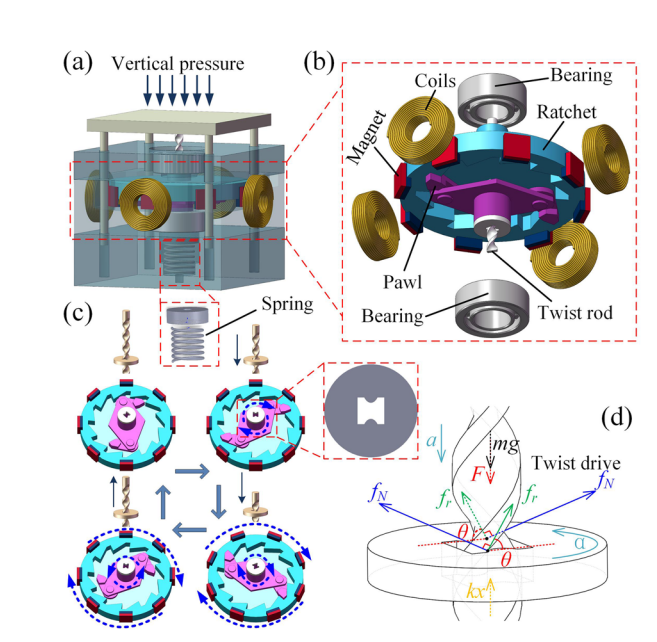 (a)
Vertical pressure
(b)
Coils
Bearing
Ratchet
Magnet
Pawl
Bearing
Twist rod
Spring
(c)
(d)
a
mg
F
Twist drive
f_N
f_r
f_r
f_N
θ
θ
α
kx